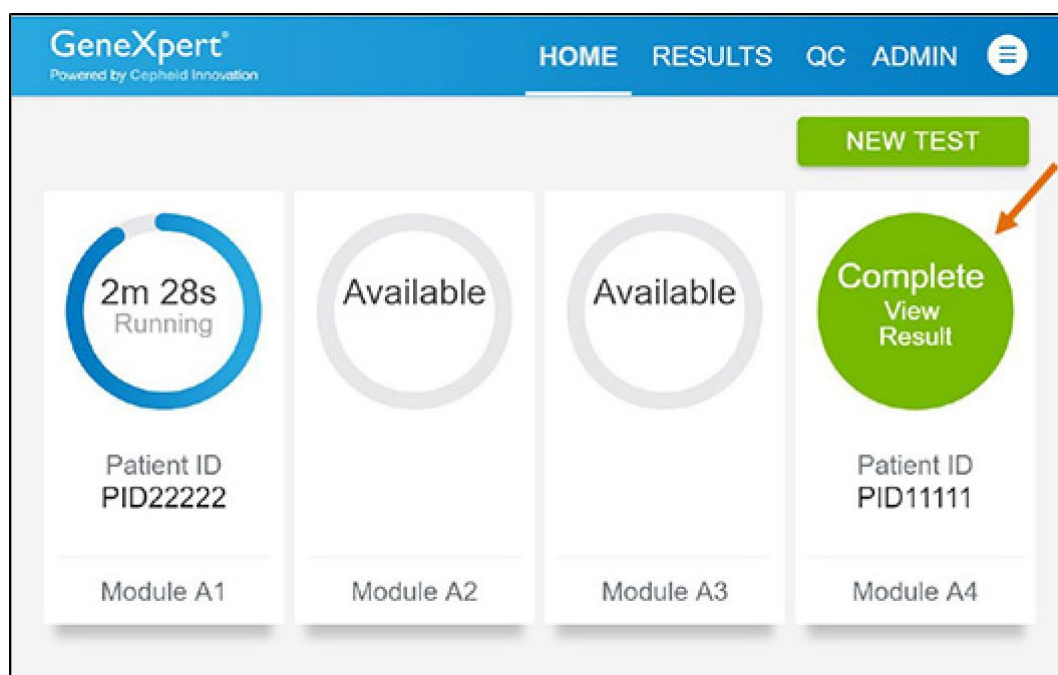 GeneXpert®
Powered by Cepheid Innovation
HOME RESULTS QC ADMIN
NEW TEST
2m 28s
Running
Patient ID
PID22222
Module A1
Available
Module A2
Available
Module A3
Complete
View
Result
Patient ID
PID11111
Module A4